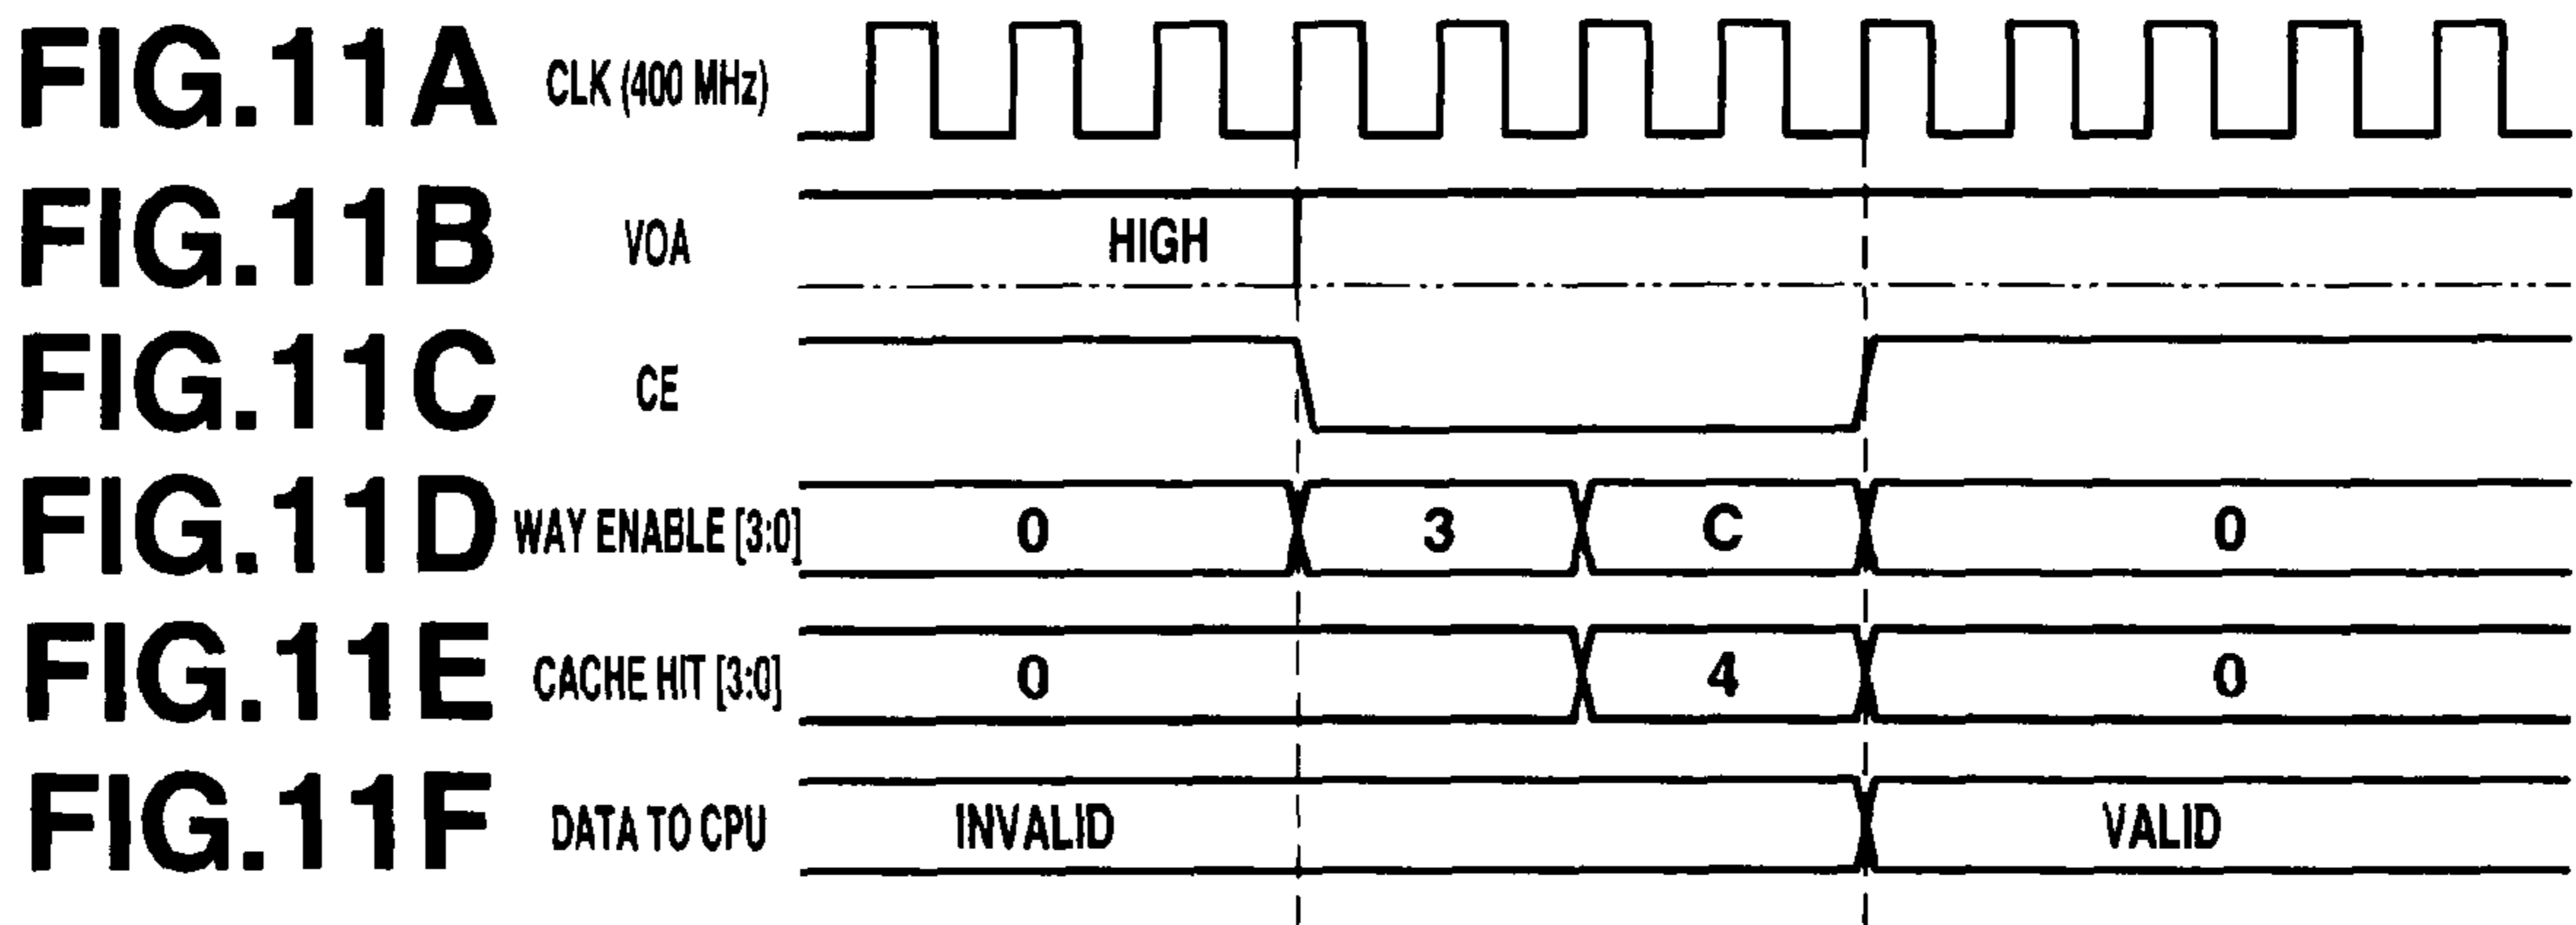 FIG.11A CLK (400 MHz)
FIG.11B VOA HIGH
FIG.11C CE
FIG.11D WAY ENABLE [3:0] 0 3 C 0
FIG.11E CACHE HIT [3:0] 0 4 0
FIG.11F DATA TO CPU INVALID VALID